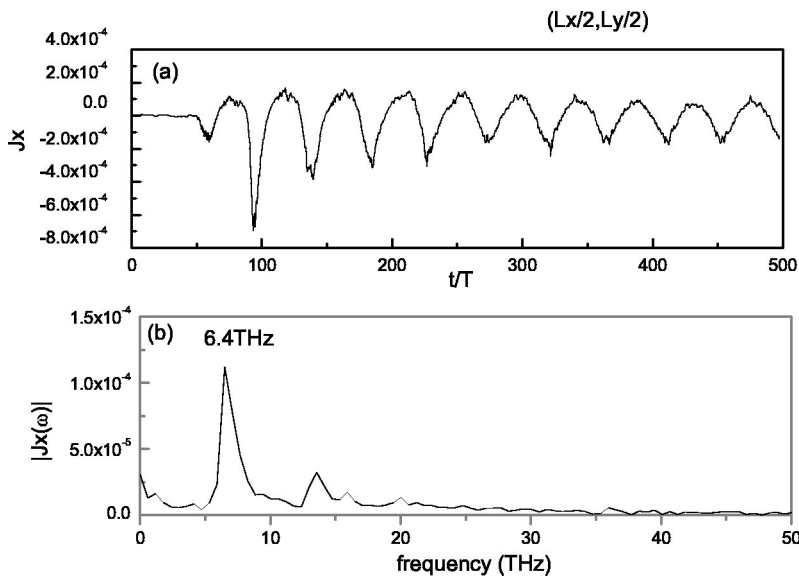 (Lx/2,Ly/2)
4.0x10⁻⁴
(a)
2.0x10⁻⁴
0.0
-2.0x10⁻⁴
-4.0x10⁻⁴
-6.0x10⁻⁴
-8.0x10⁻⁴
Jx
0 100 200 300 400 500
t/T
1.5x10⁻⁴
(b)
6.4THz
1.0x10⁻⁴
5.0x10⁻⁵
0.0
|Jx(ω)|
0 10 20 30 40 50
frequency (THz)